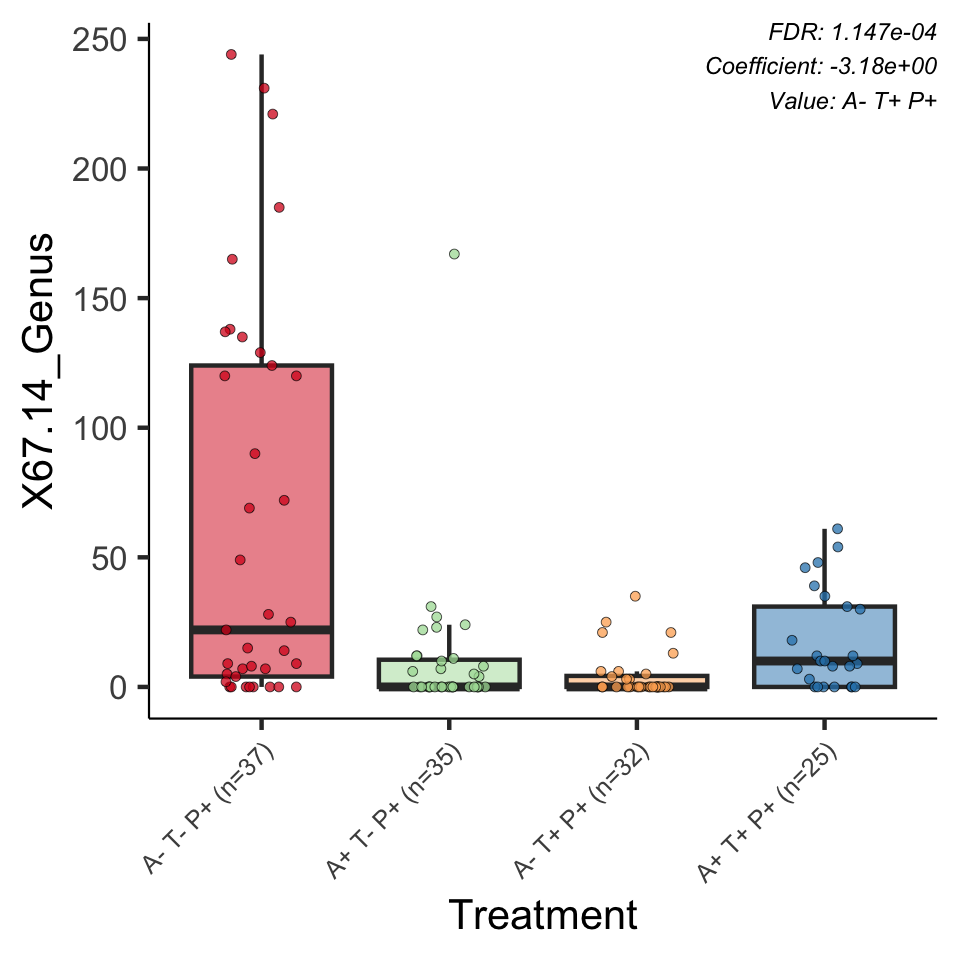 FDR: 1.147e-04
Coefficient: -3.18e+00
Value: A- T+ P+
250
200
150
100
50
0
X67.14_Genus
A- T- P+ (n=37)
A+ T- P+ (n=35)
A- T+ P+ (n=32)
A+ T+ P+ (n=25)
Treatment